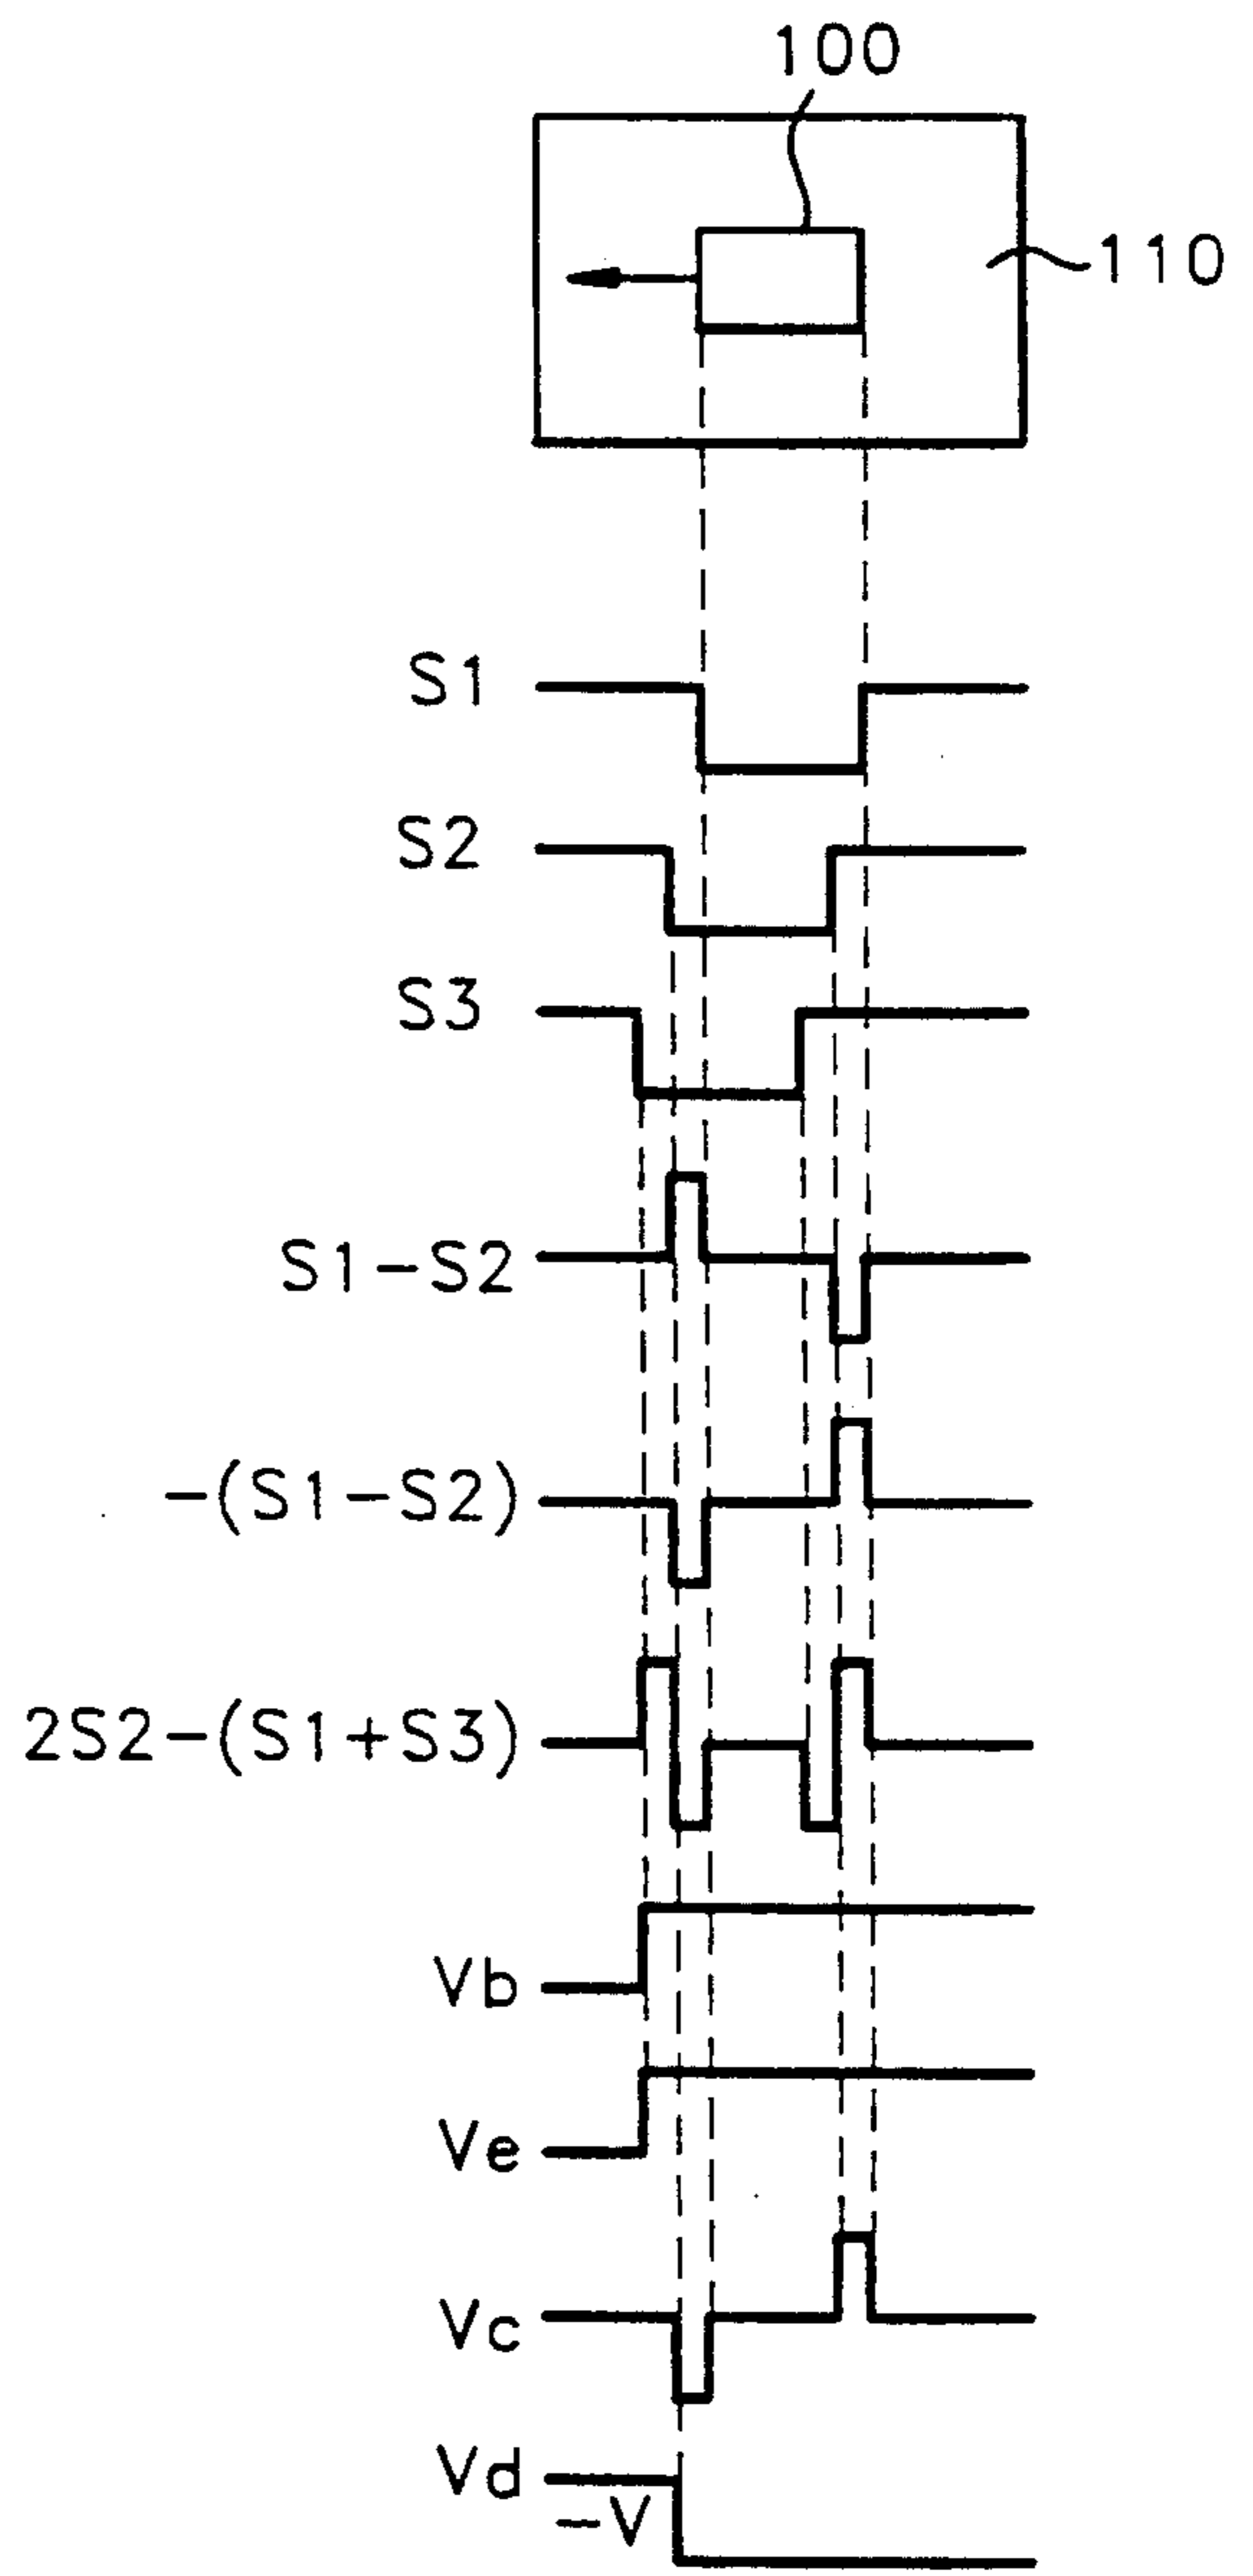 100
110
S1
S2
S3
S1-S2
-(S1-S2)
2S2-(S1+S3)
Vb
Ve
Vc
Vd
-V